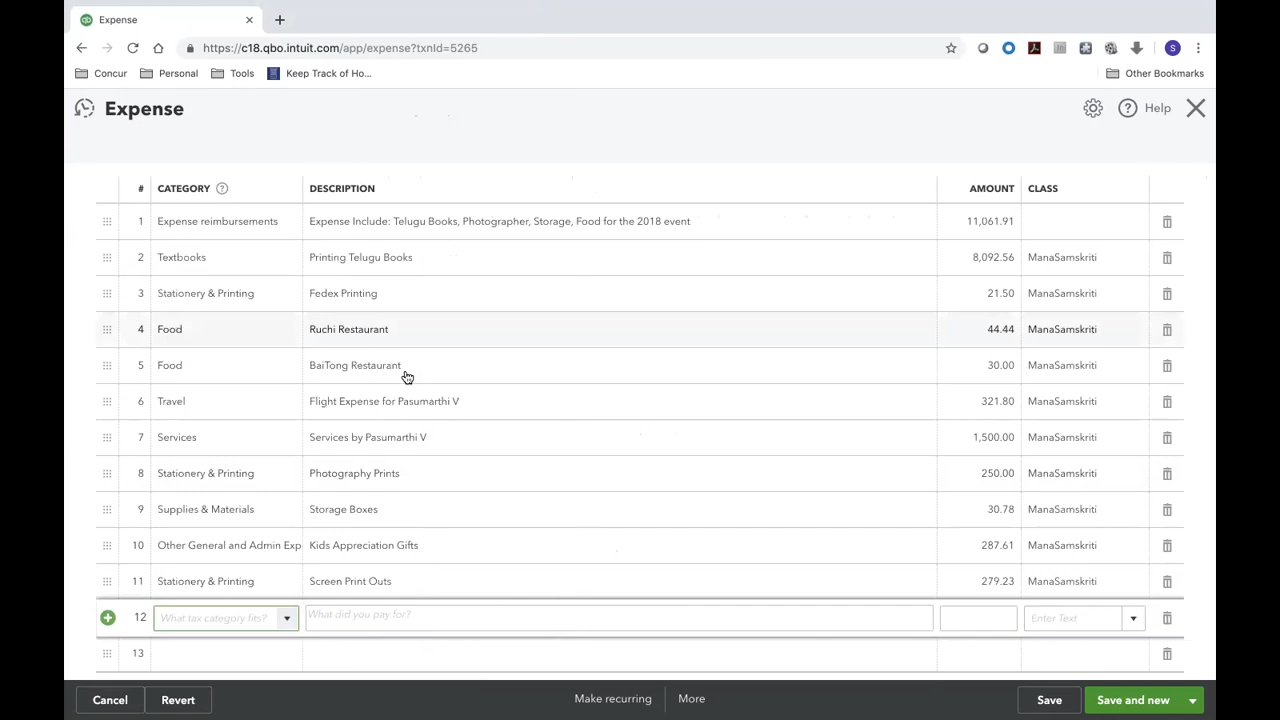 Expense
https://c18.qbo.intuit.com/app/expense?txnId=5265
S
Concur Personal Tools Keep Track of Ho... Other Bookmarks
Expense
Help
# CATEGORY DESCRIPTION AMOUNT CLASS
1 Expense reimbursements Expense Include: Telugu Books, Photographer, Storage, Food for the 2018 event 11,061.91
2 Textbooks Printing Telugu Books 8,092.56 ManaSamskriti
3 Stationery & Printing Fedex Printing 21.50 ManaSamskriti
4 Food Ruchi Restaurant 44.44 ManaSamskriti
5 Food BaiTong Restaurant 30.00 ManaSamskriti
6 Travel Flight Expense for Pasumarthi V 321.80 ManaSamskriti
7 Services Services by Pasumarthi V 1,500.00 ManaSamskriti
8 Stationery & Printing Photography Prints 250.00 ManaSamskriti
9 Supplies & Materials Storage Boxes 30.78 ManaSamskriti
10 Other General and Admin Exp Kids Appreciation Gifts 287.61 ManaSamskriti
11 Stationery & Printing Screen Print Outs 279.23 ManaSamskriti
12 What tax category fits? What did you pay for? Enter Text
13
Cancel Revert Make recurring More Save Save and new